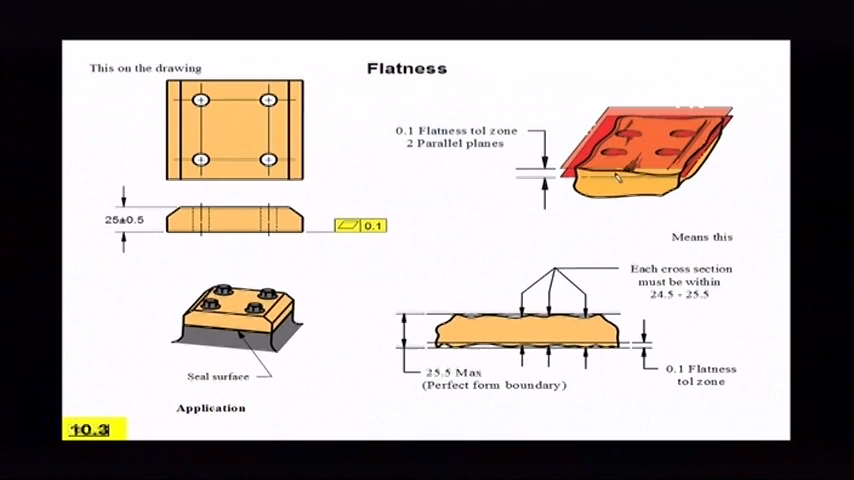 This on the drawing
Flatness
0.1 Flatness tol zone
2 Parallel planes
25±0.5
0.1
Means this
Each cross section
must be within
24.5 - 25.5
25.5 Max
(Perfect form boundary)
0.1 Flatness
tol zone
Seal surface
Application
10.3